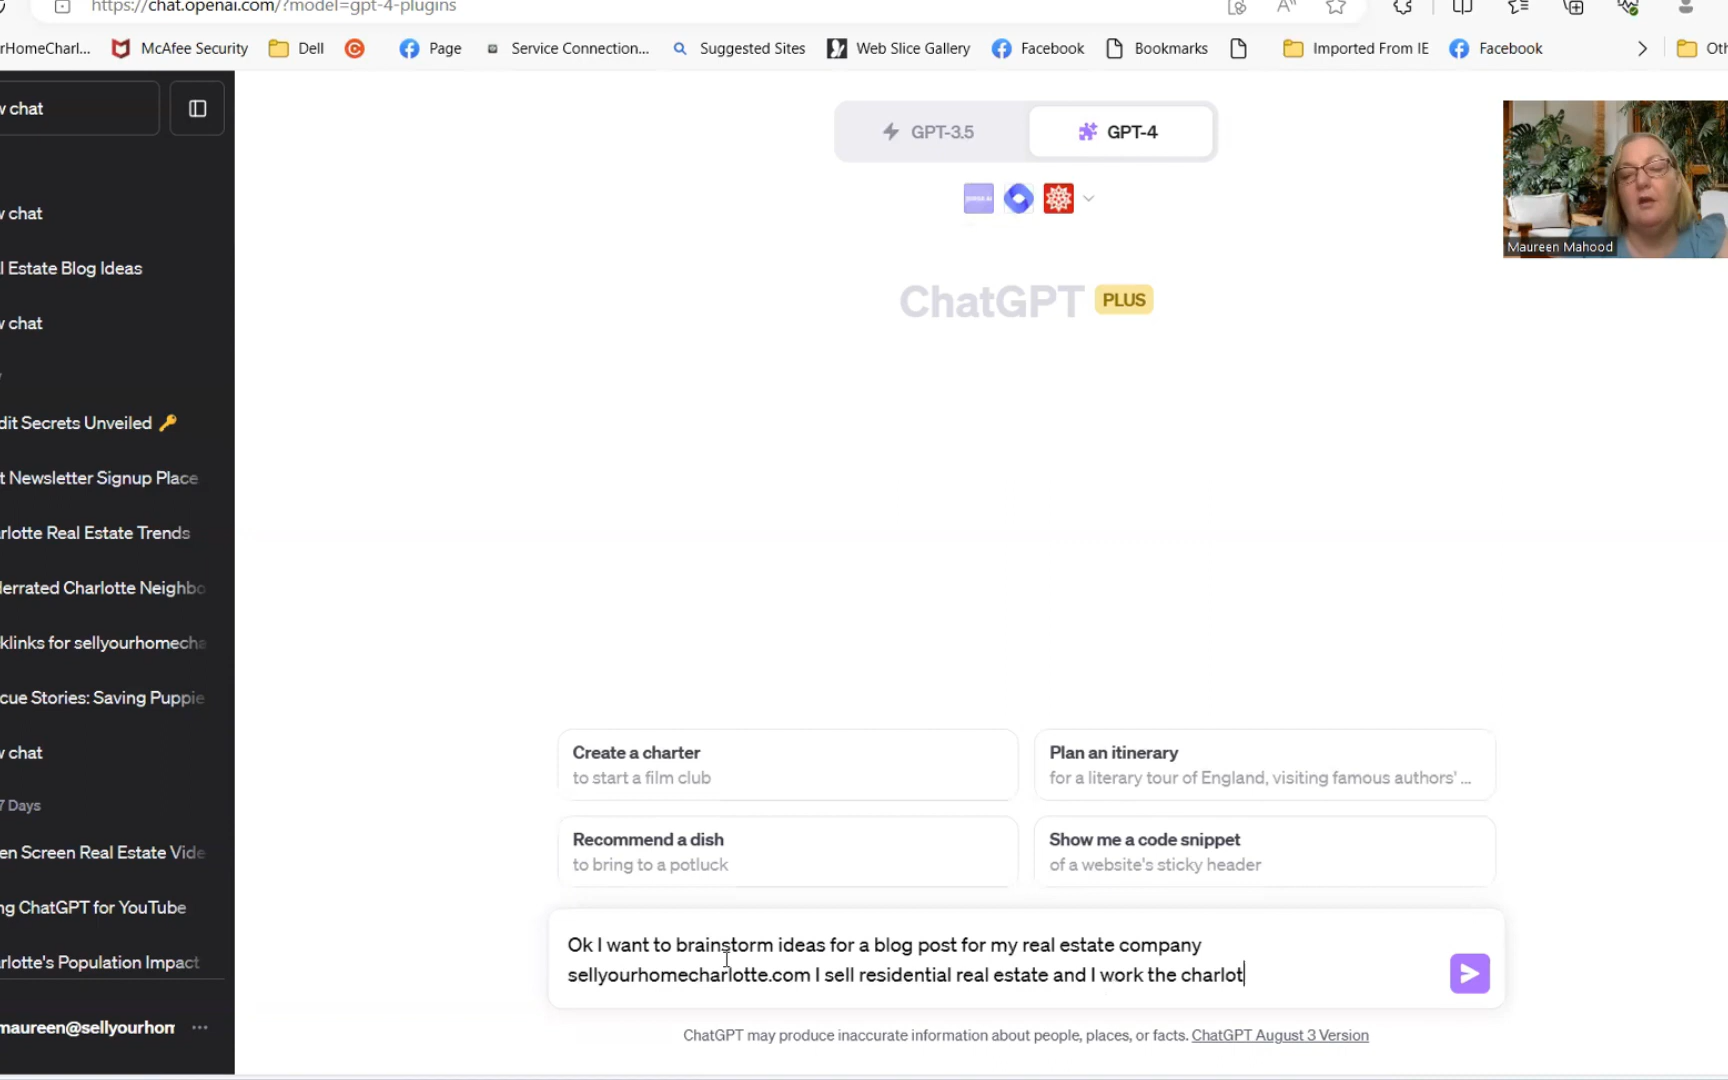 https://chat.openai.com/?model=gpt-4-plugins
rHomeCharl... McAfee Security Dell Page Service Connection... Suggested Sites Web Slice Gallery Facebook Bookmarks Imported From IE Facebook Oth
w chat
GPT-3.5 GPT-4
Maureen Mahood
ChatGPT PLUS
w chat
l Estate Blog Ideas
w chat
dit Secrets Unveiled 🔑
t Newsletter Signup Place
rlotte Real Estate Trends
derrated Charlotte Neighbo
klinks for sellyourhomecha
cue Stories: Saving Puppie
w chat
7 Days
en Screen Real Estate Vide
ng ChatGPT for YouTube
rlotte's Population Impact
maureen@sellyourhom ...
Create a charter
to start a film club
Plan an itinerary
for a literary tour of England, visiting famous authors' ...
Recommend a dish
to bring to a potluck
Show me a code snippet
of a website's sticky header
Ok I want to brainstorm ideas for a blog post for my real estate company
sellyourhomecharlotte.com I sell residential real estate and I work the charlot
ChatGPT may produce inaccurate information about people, places, or facts. ChatGPT August 3 Version